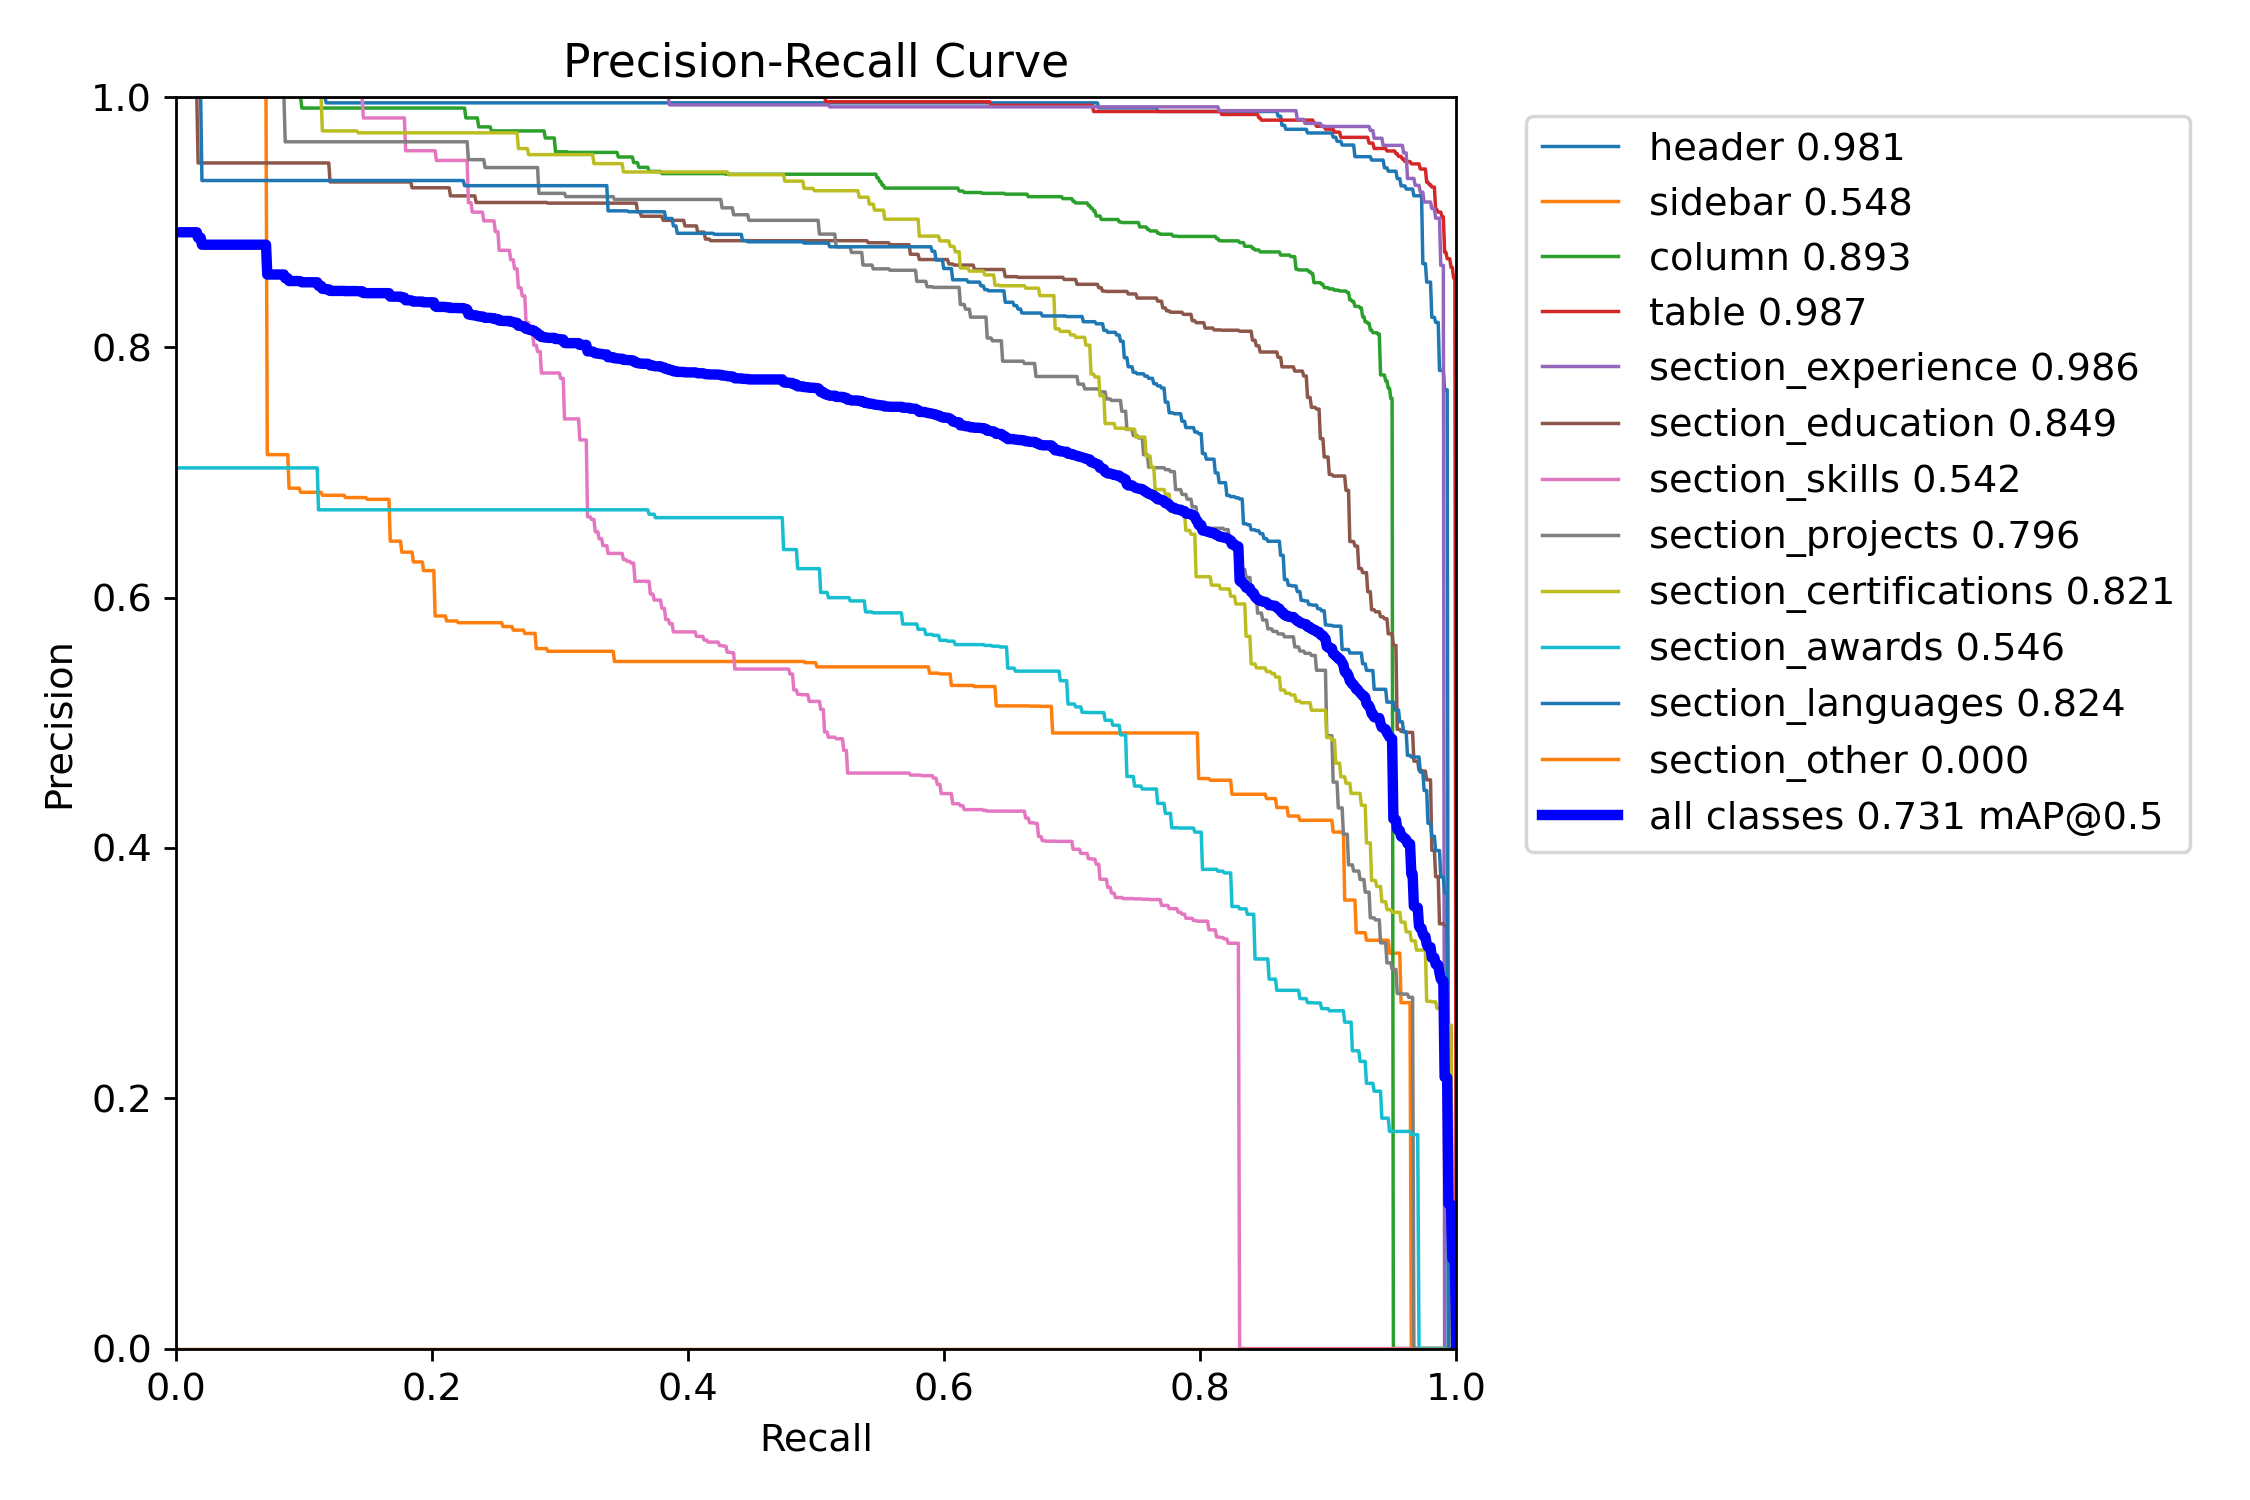 Precision-Recall Curve
1.0
0.8
0.6
0.4
0.2
0.0
Precision
0.0 0.2 0.4 0.6 0.8 1.0
Recall
header 0.981
sidebar 0.548
column 0.893
table 0.987
section_experience 0.986
section_education 0.849
section_skills 0.542
section_projects 0.796
section_certifications 0.821
section_awards 0.546
section_languages 0.824
section_other 0.000
all classes 0.731 mAP@0.5